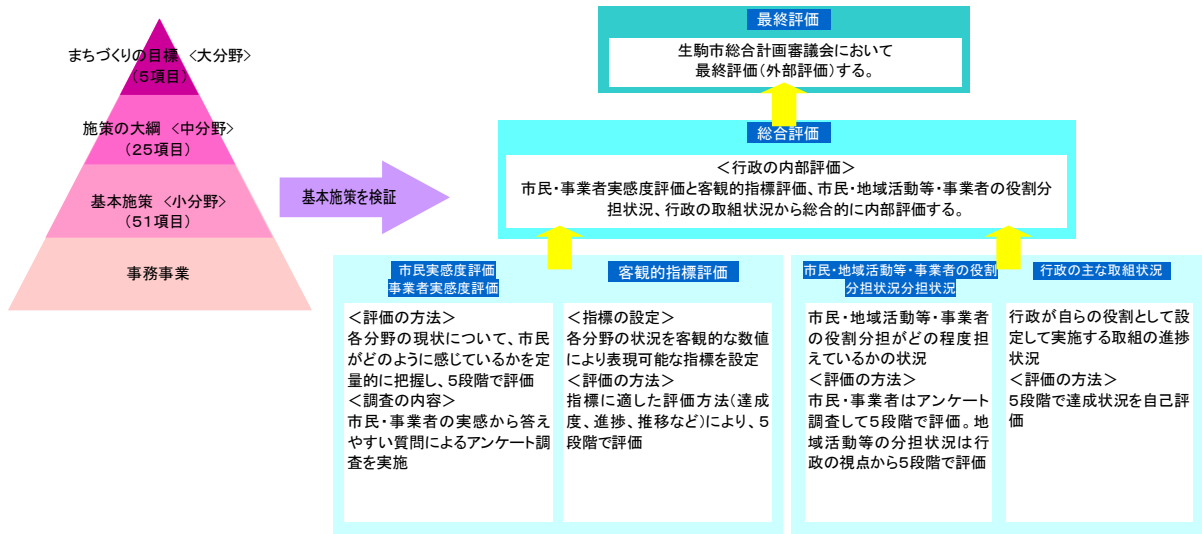 まちづくりの目標 <大分野>
(5項目)
施策の大綱 <中分野>
(25項目)
基本施策 <小分野>
(51項目)
事務事業
基本施策を検証
最終評価
生駒市総合計画審議会において
最終評価(外部評価)する。
総合評価
<行政の内部評価>
市民・事業者実感度評価と客観的指標評価、市民・地域活動等・事業者の役割分
担状況、行政の取組状況から総合的に内部評価する。
市民実感度評価
事業者実感度評価
<評価の方法>
各分野の現状について、市民
がどのように感じているかを定
量的に把握し、5段階で評価
<調査の内容>
市民・事業者の実感から答え
やすい質問によるアンケート調
査を実施
客観的指標評価
<指標の設定>
各分野の状況を客観的な数値
により表現可能な指標を設定
<評価の方法>
指標に適した評価方法(達成
度、進捗、推移など)により、5
段階で評価
市民・地域活動等・事業者の役割
分担状況分担状況
市民・地域活動等・事業者
の役割分担がどの程度担
えているかの状況
<評価の方法>
市民・事業者はアンケート
調査して5段階で評価。地
域活動等の分担状況は行
政の視点から5段階で評価
行政の主な取組状況
行政が自らの役割として設
定して実施する取組の進捗
状況
<評価の方法>
5段階で達成状況を自己評
価